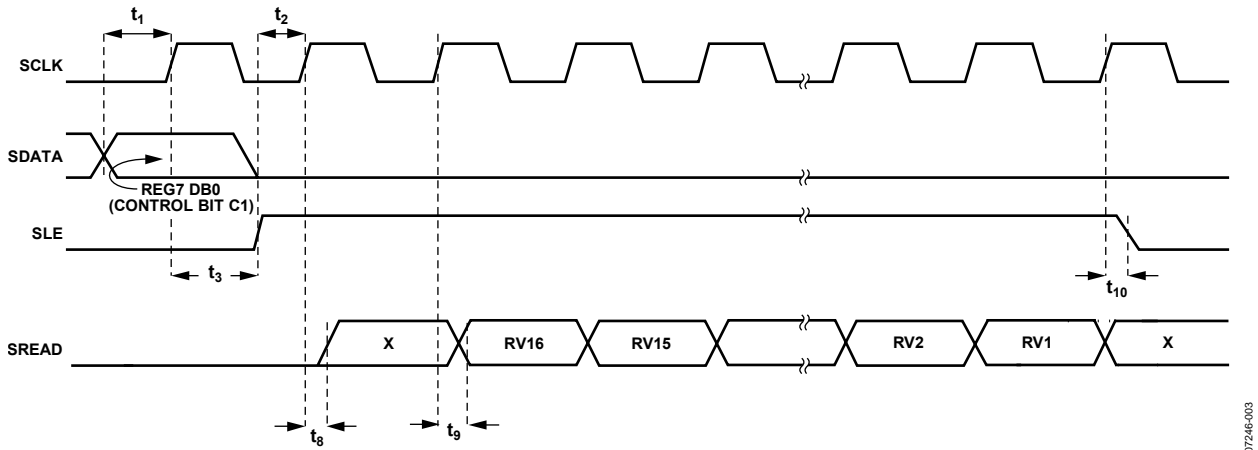 t1
t2
SCLK
SDATA
REG7 DB0
(CONTROL BIT C1)
SLE
t3
t10
SREAD
X
RV16
RV15
RV2
RV1
X
t8
t9
07246-003